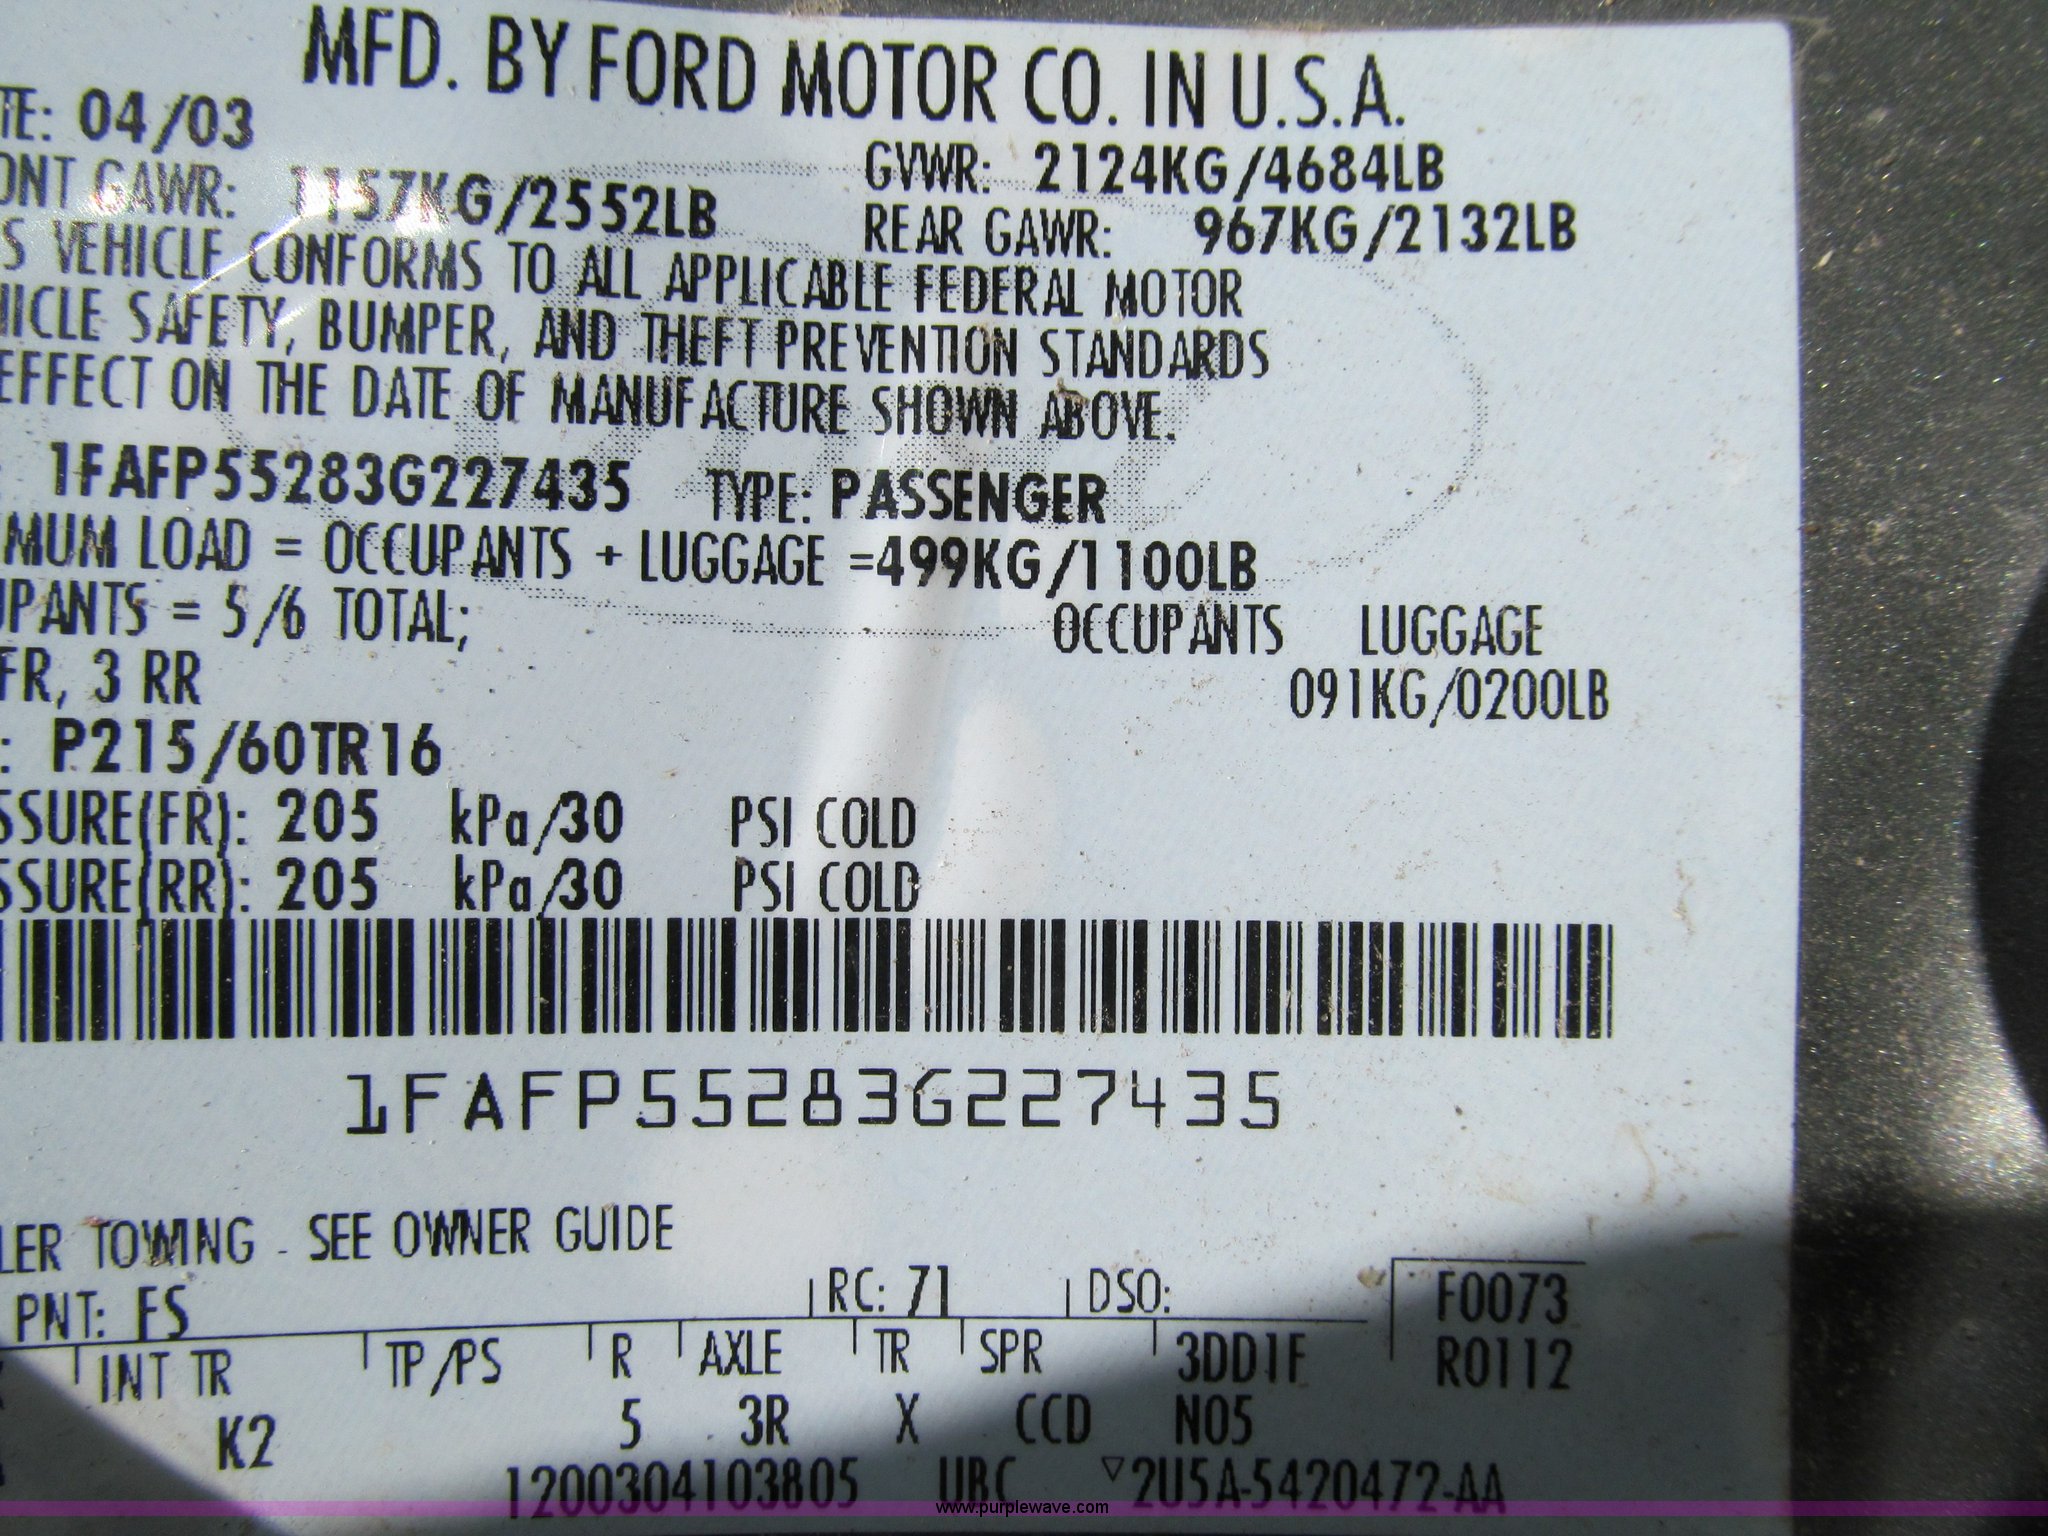 MFD. BY FORD MOTOR CO. IN U.S.A.
TE: 04/03
ONT GAWR: 1157KG/2552LB
GVWR: 2124KG/4684LB
REAR GAWR: 967KG/2132LB
S VEHICLE CONFORMS TO ALL APPLICABLE FEDERAL MOTOR
HICLE SAFETY, BUMPER, AND THEFT PREVENTION STANDARDS
EFFECT ON THE DATE OF MANUFACTURE SHOWN ABOVE.
: 1FAFP55283G227435 TYPE: PASSENGER
MUM LOAD = OCCUPANTS + LUGGAGE =499KG/1100LB
UPANTS = 5/6 TOTAL; OCCUPANTS LUGGAGE
FR, 3 RR 091KG/0200LB
: P215/60TR16
SSURE(FR): 205 kPa/30 PSI COLD
SSURE(RR): 205 kPa/30 PSI COLD
1FAFP55283G227435
LER TOWING - SEE OWNER GUIDE
PNT: FS RC: 71 DSO: F0073
INT TR TP/PS R AXLE TR SPR 3DD1F R0112
K2 5 3R X CCD N05
1200304103805 UBC ▽2U5A-5420472-AA
www.purplewave.com